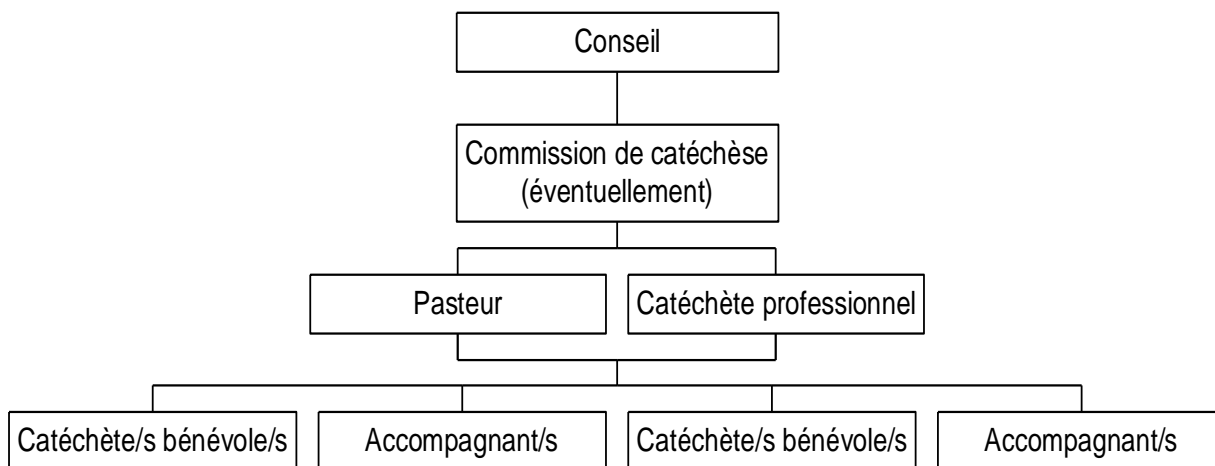 Conseil
Commission de catéchèse
(éventuellement)
Pasteur
Catéchète professionnel
Catéchète/s bénévole/s
Accompagnant/s
Catéchète/s bénévole/s
Accompagnant/s